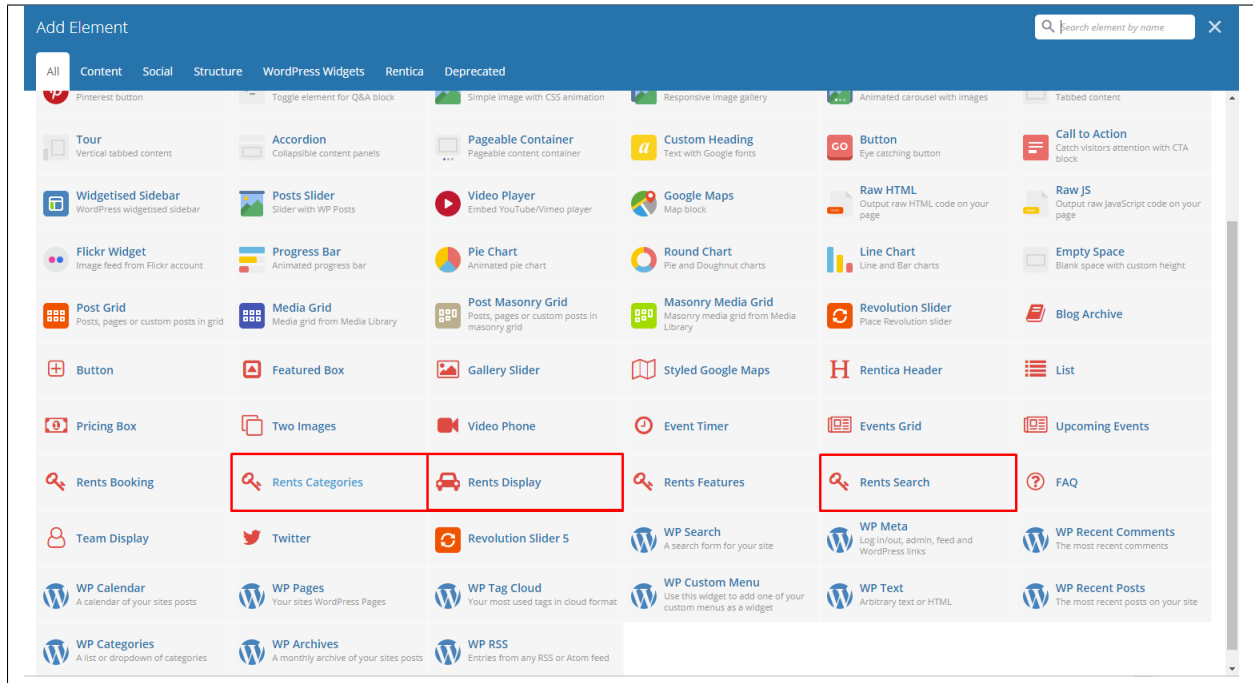 Add Element
Search element by name
All Content Social Structure WordPress Widgets Rentica Deprecated
Pinterest button
Toggle element for Q&A block
Simple image with CSS animation
Responsive image gallery
Animated carousel with images
Tabbed content
Tour
Vertical tabbed content
Accordion
Collapsible content panels
Pageable Container
Pageable content container
Custom Heading
Text with Google fonts
GO
Button
Eye catching button
Call to Action
Catch visitors attention with CTA
block
Widgetised Sidebar
WordPress widgetised sidebar
Posts Slider
Slider with WP Posts
Video Player
Embed YouTube/Vimeo player
Google Maps
Map block
Raw HTML
Output raw HTML code on your
page
Raw JS
Output raw JavaScript code on your
page
Flickr Widget
Image feed from Flickr account
Progress Bar
Animated progress bar
Pie Chart
Animated pie chart
Round Chart
Pie and Doughnut charts
Line Chart
Line and Bar charts
Empty Space
Blank space with custom height
Post Grid
Posts, pages or custom posts in grid
Media Grid
Media grid from Media Library
Post Masonry Grid
Posts, pages or custom posts in
masonry grid
Masonry Media Grid
Masonry media grid from Media
Library
Revolution Slider
Place Revolution slider
Blog Archive
Button
Featured Box
Gallery Slider
Styled Google Maps
H Rentica Header
List
Pricing Box
Two Images
Video Phone
Event Timer
Events Grid
Upcoming Events
Rents Booking
Rents Categories
Rents Display
Rents Features
Rents Search
FAQ
Team Display
Twitter
Revolution Slider 5
WP Search
A search form for your site
WP Meta
Log in/out, admin, feed and
WordPress links
WP Recent Comments
The most recent comments
WP Calendar
A calendar of your sites posts
WP Pages
Your sites WordPress Pages
WP Tag Cloud
Your most used tags in cloud format
WP Custom Menu
Use this widget to add one of your
custom menus as a widget
WP Text
Arbitrary text or HTML
WP Recent Posts
The most recent posts on your site
WP Categories
A list or dropdown of categories
WP Archives
A monthly archive of your sites posts
WP RSS
Entries from any RSS or Atom feed